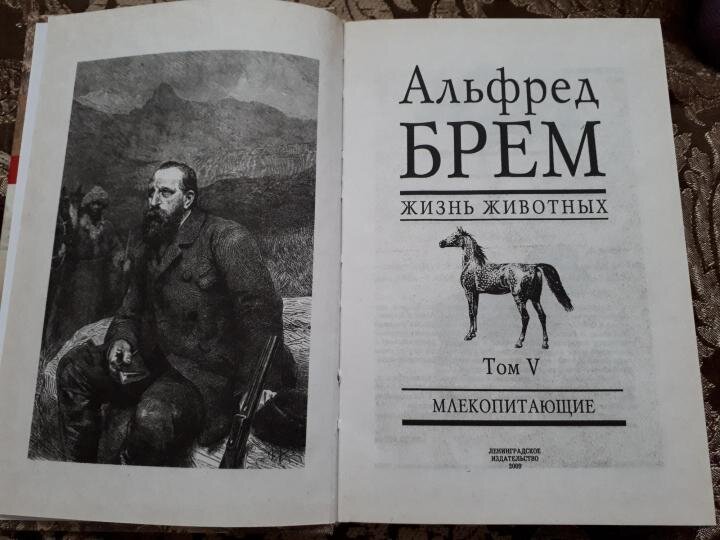 Альфред
БРЕМ
ЖИЗНЬ ЖИВОТНЫХ
Том V
МЛЕКОПИТАЮЩИЕ
ЛЕНИНГРАДСКОЕ
ИЗДАТЕЛЬСТВО
2009